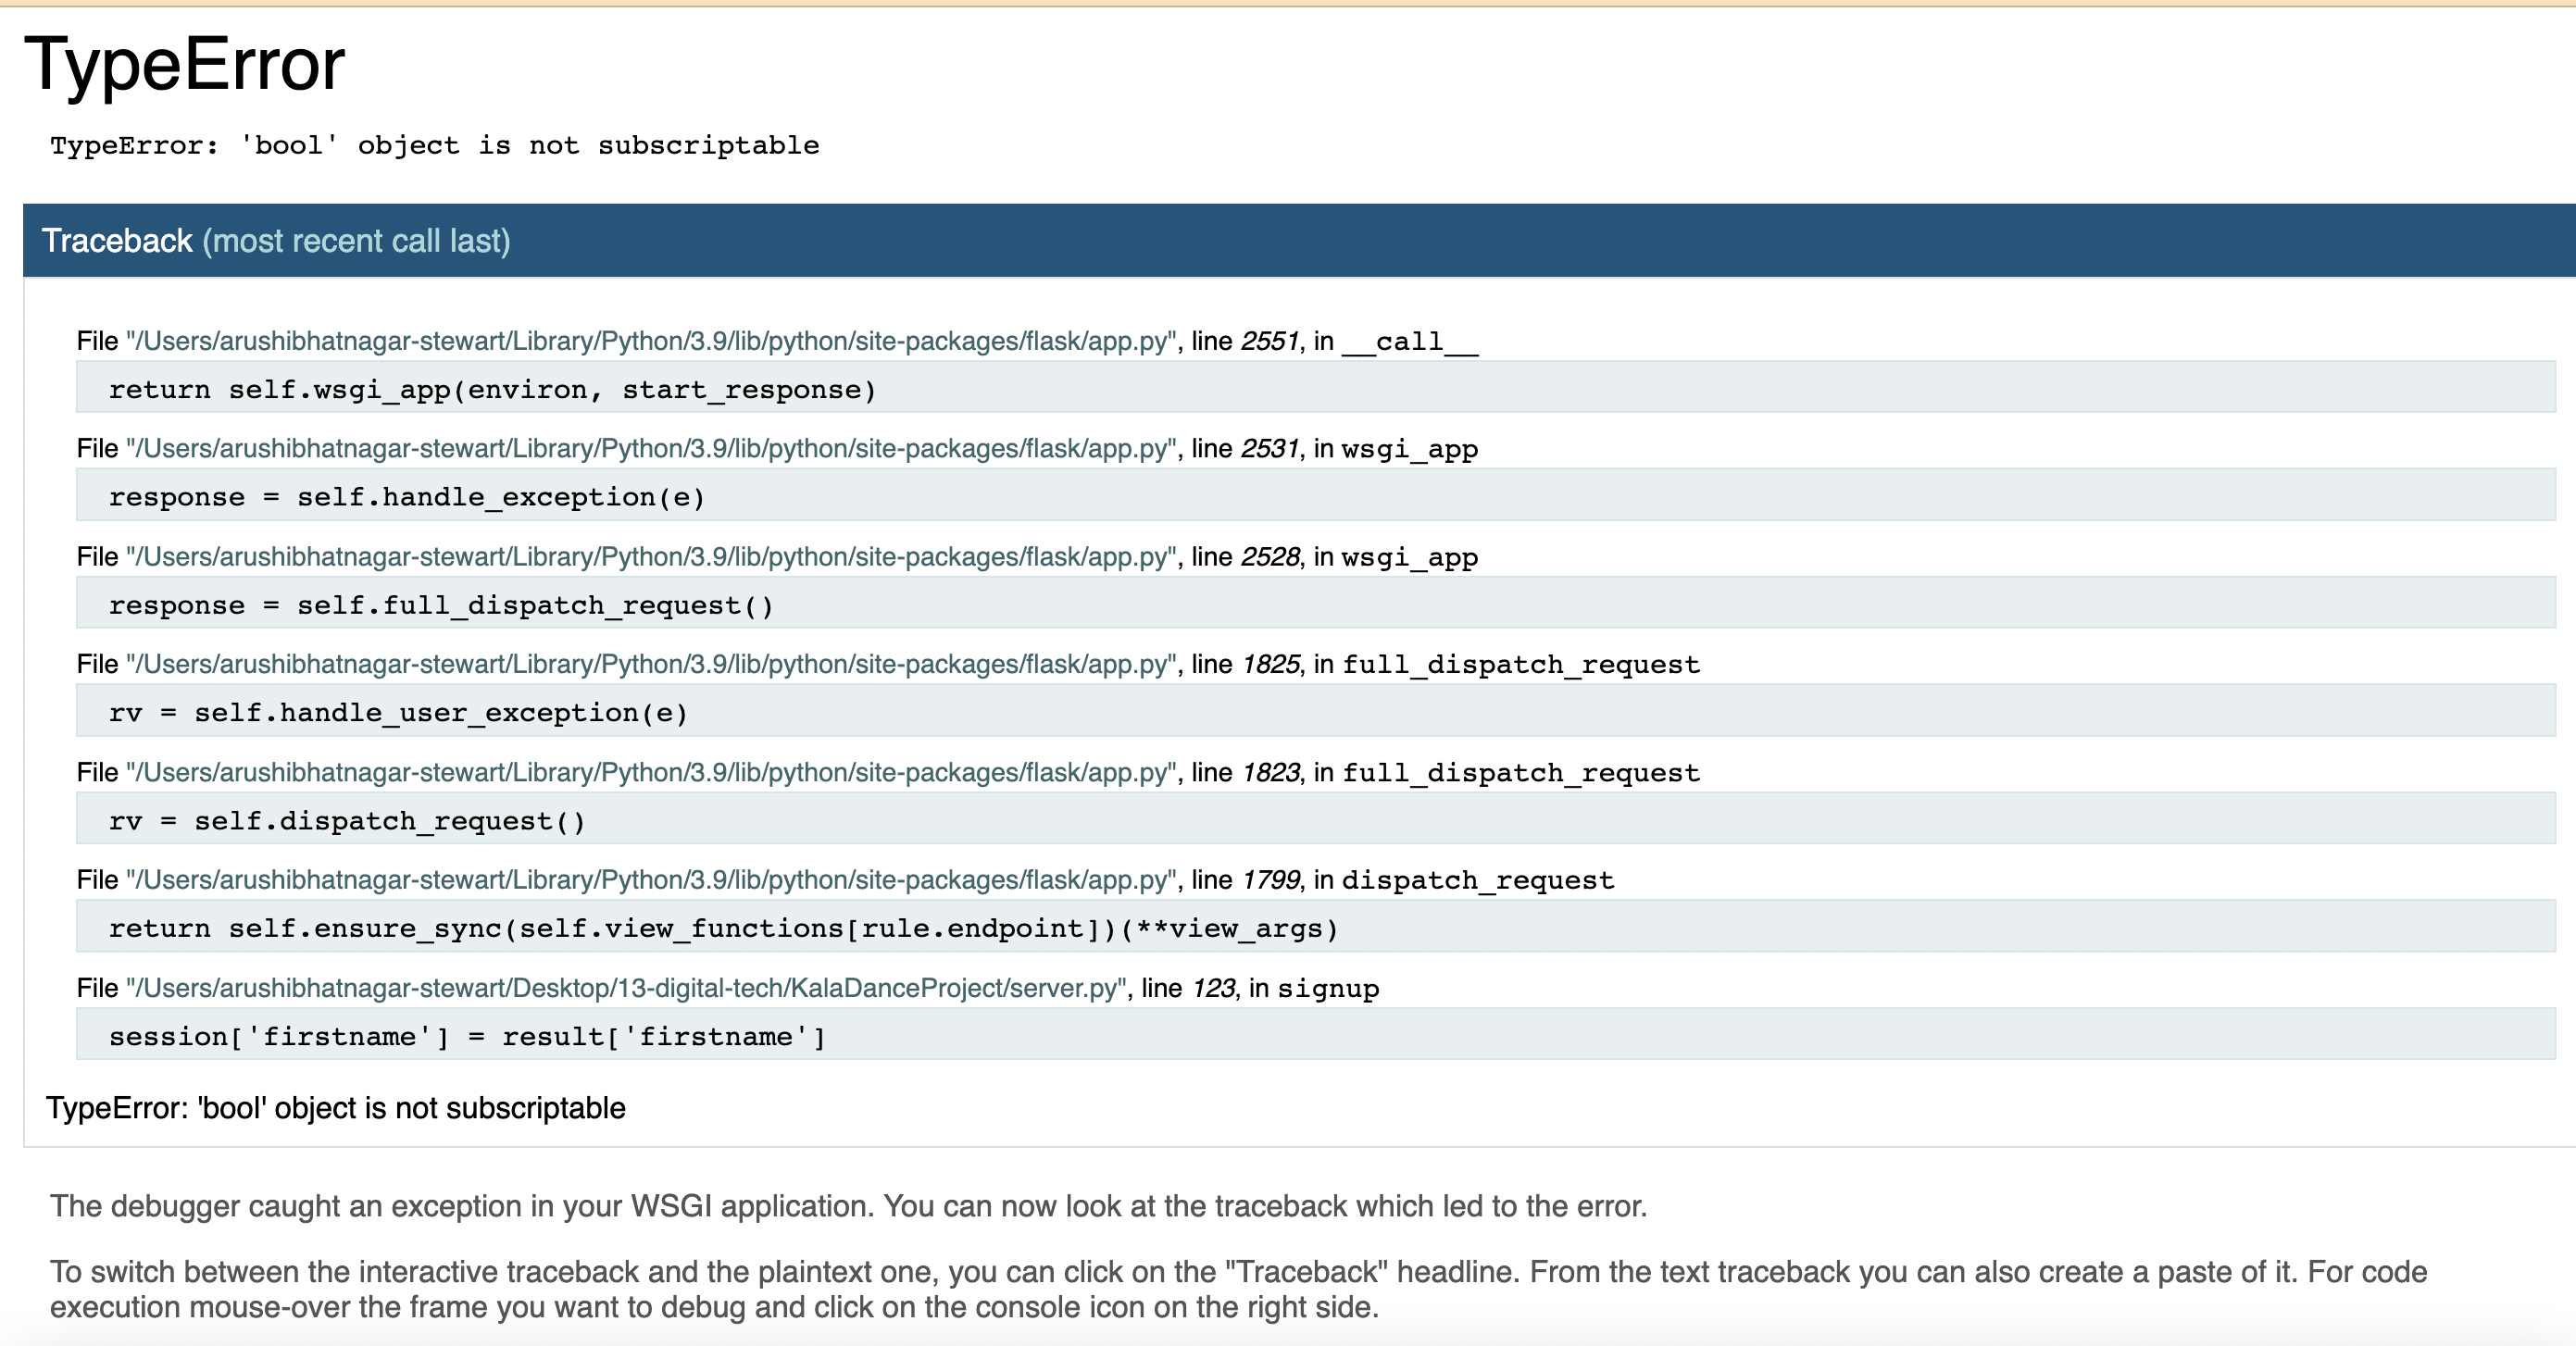 TypeError
TypeError: 'bool' object is not subscriptable
Traceback (most recent call last)
File "/Users/arushibhatnagar-stewart/Library/Python/3.9/lib/python/site-packages/flask/app.py", line 2551, in __call__
return self.wsgi_app(environ, start_response)
File "/Users/arushibhatnagar-stewart/Library/Python/3.9/lib/python/site-packages/flask/app.py", line 2531, in wsgi_app
response = self.handle_exception(e)
File "/Users/arushibhatnagar-stewart/Library/Python/3.9/lib/python/site-packages/flask/app.py", line 2528, in wsgi_app
response = self.full_dispatch_request()
File "/Users/arushibhatnagar-stewart/Library/Python/3.9/lib/python/site-packages/flask/app.py", line 1825, in full_dispatch_request
rv = self.handle_user_exception(e)
File "/Users/arushibhatnagar-stewart/Library/Python/3.9/lib/python/site-packages/flask/app.py", line 1823, in full_dispatch_request
rv = self.dispatch_request()
File "/Users/arushibhatnagar-stewart/Library/Python/3.9/lib/python/site-packages/flask/app.py", line 1799, in dispatch_request
return self.ensure_sync(self.view_functions[rule.endpoint])(**view_args)
File "/Users/arushibhatnagar-stewart/Desktop/13-digital-tech/KalaDanceProject/server.py", line 123, in signup
session['firstname'] = result['firstname']
TypeError: 'bool' object is not subscriptable
The debugger caught an exception in your WSGI application. You can now look at the traceback which led to the error.
To switch between the interactive traceback and the plaintext one, you can click on the "Traceback" headline. From the text traceback you can also create a paste of it. For code
execution mouse-over the frame you want to debug and click on the console icon on the right side.